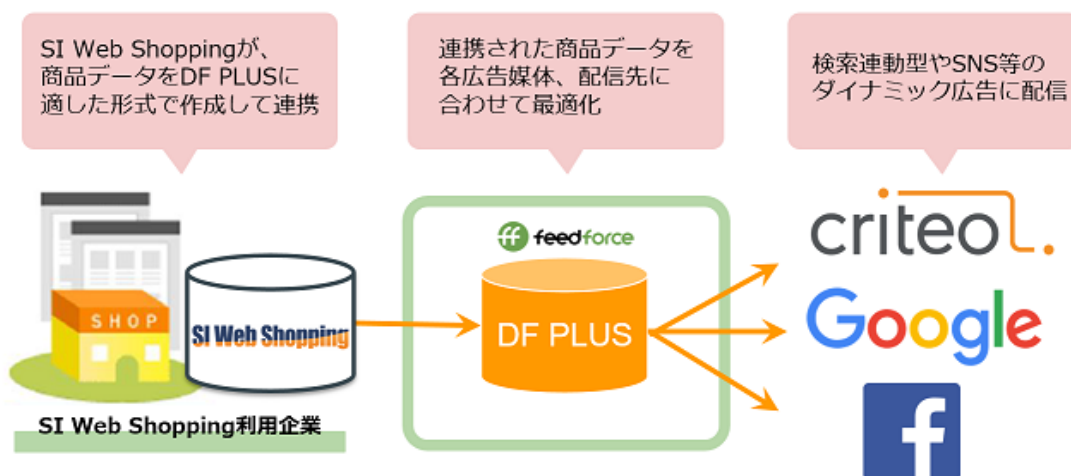 SI Web Shoppingが、
商品データをDF PLUSに
適した形式で作成して連携
連携された商品データを
各広告媒体、配信先に
合わせて最適化
検索連動型やSNS等の
ダイナミック広告に配信
SHOP
SI Web Shopping
SI Web Shopping利用企業
ff feedforce
DF PLUS
criteo
Google
f